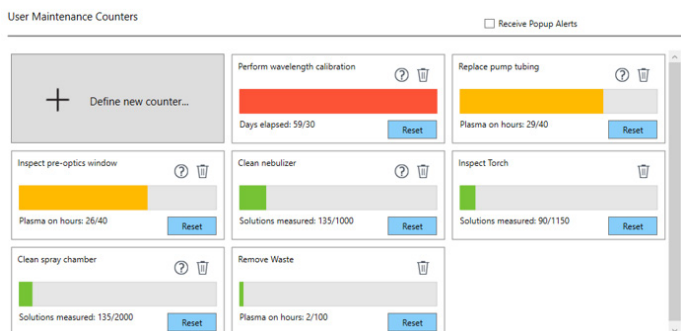 User Maintenance Counters
Receive Popup Alerts
Define new counter...
Perform wavelength calibration
Days elapsed: 59/30
Reset
Replace pump tubing
Plasma on hours: 29/40
Reset
Inspect pre-optics window
Plasma on hours: 26/40
Reset
Clean nebulizer
Solutions measured: 135/1000
Reset
Inspect Torch
Solutions measured: 90/1150
Reset
Clean spray chamber
Solutions measured: 135/2000
Reset
Remove Waste
Plasma on hours: 2/100
Reset